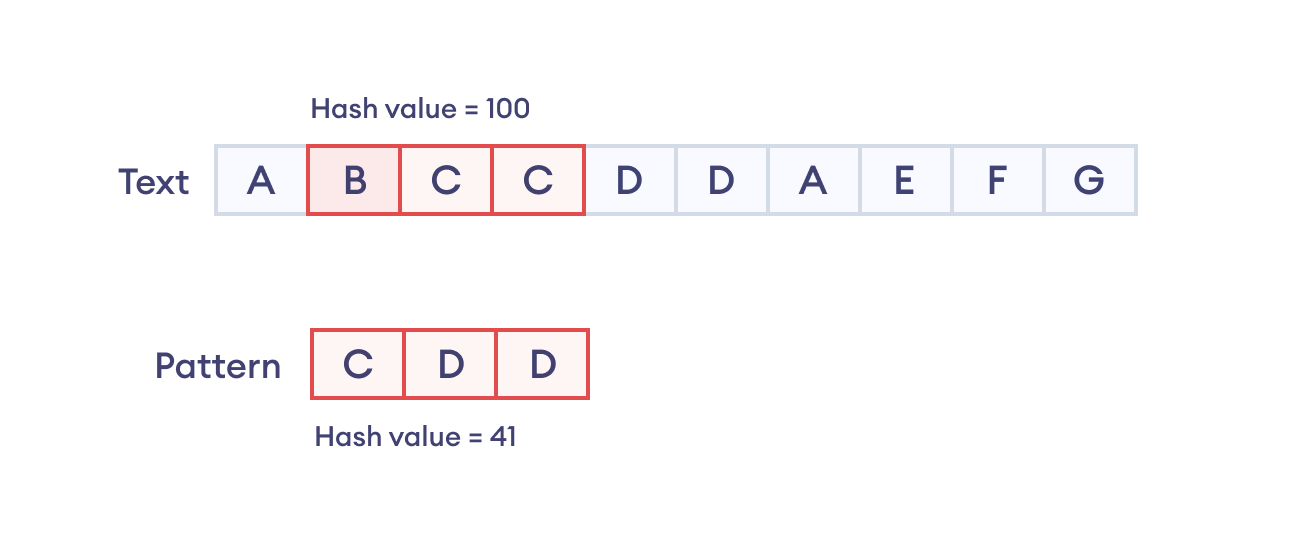 Hash value = 100
Text A B C C D D A E F G
Pattern C D D
Hash value = 41